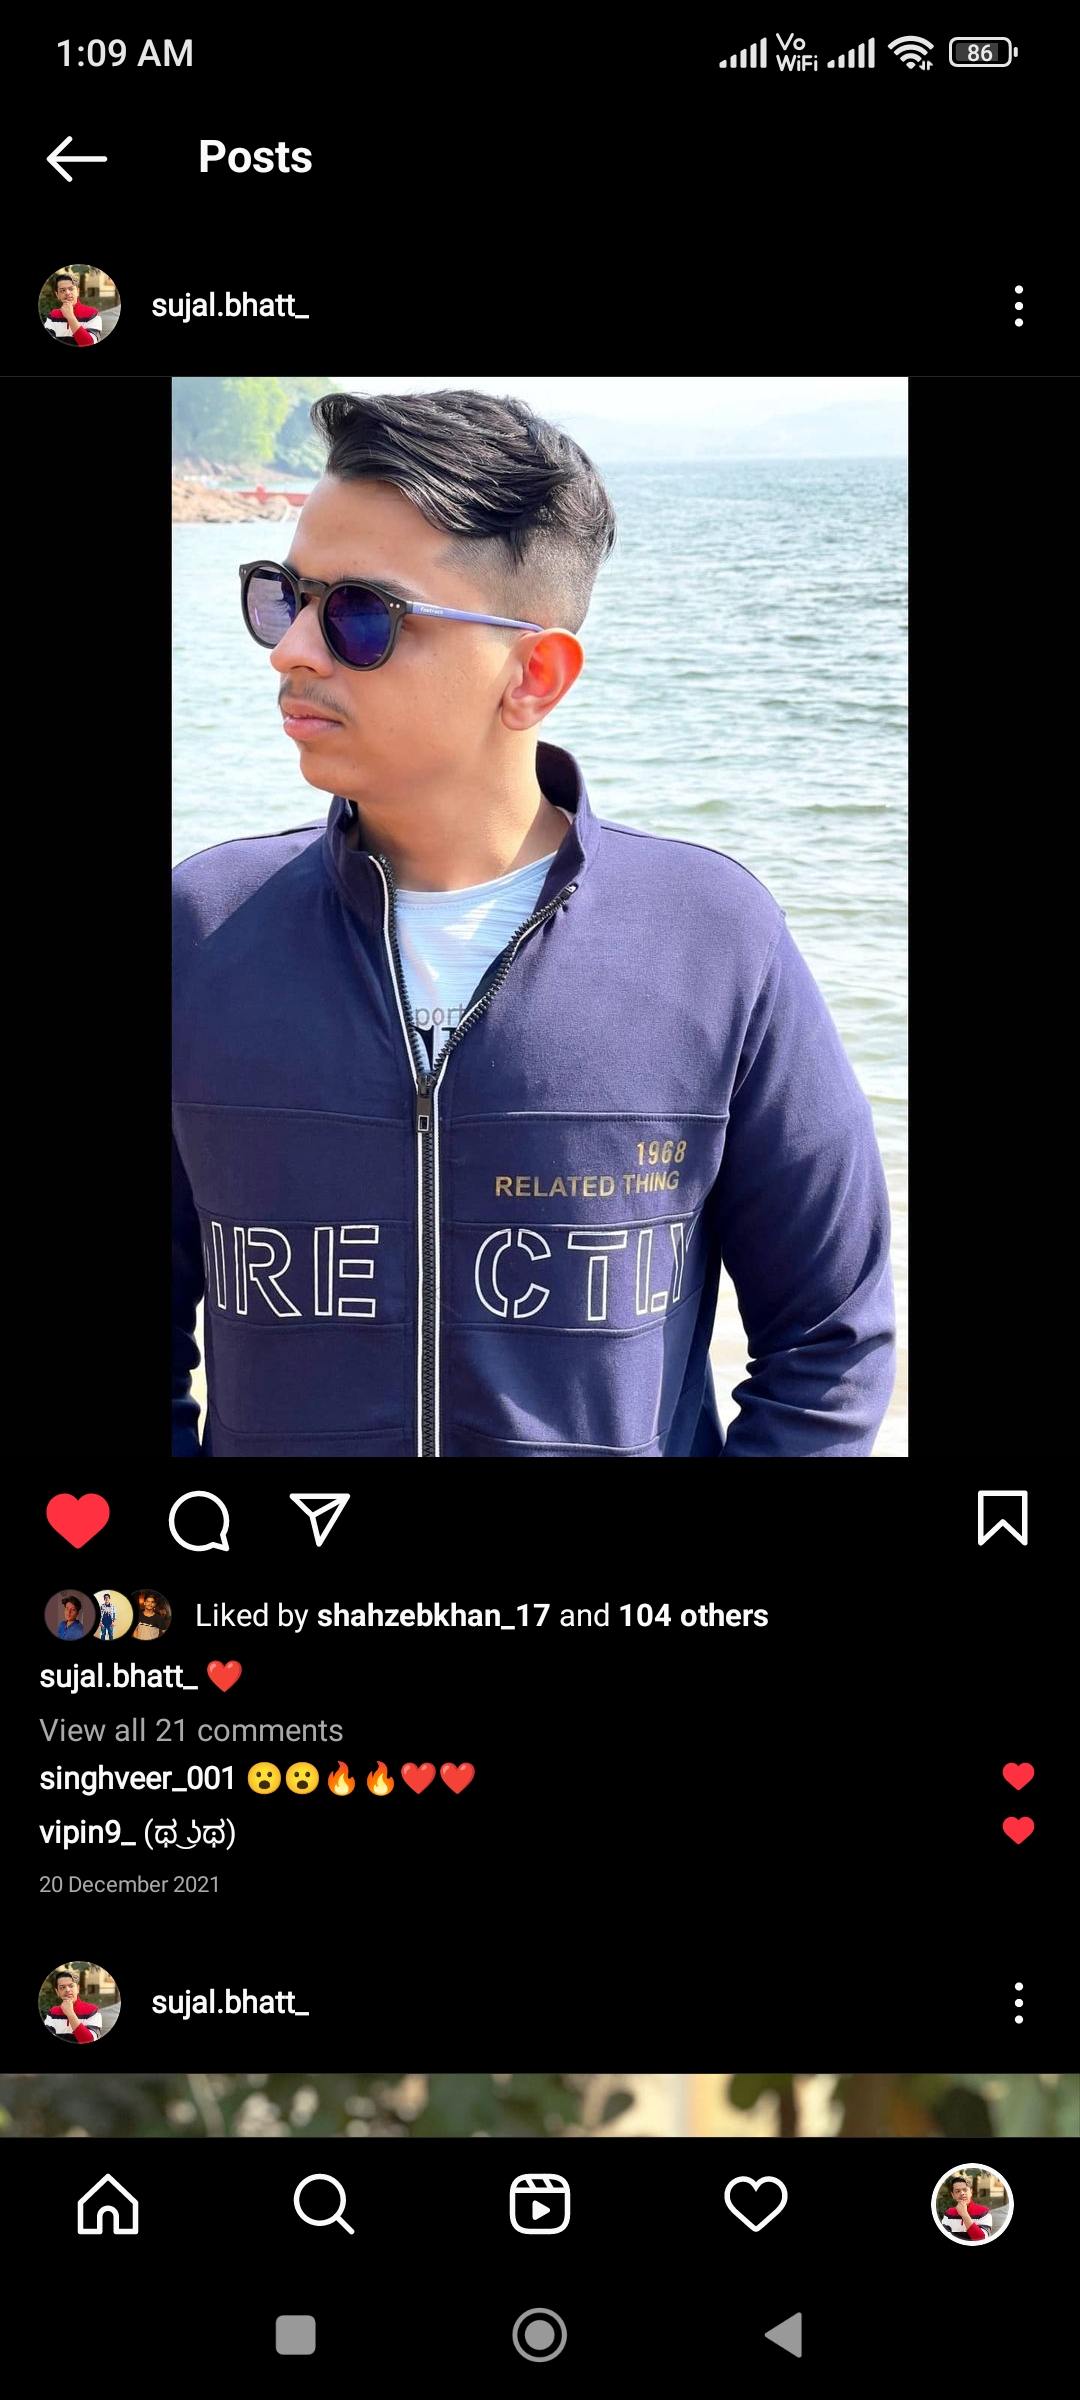 1:09 AM
Vo
WiFi
86
Posts
sujal.bhatt_
fastrack
port
1968
RELATED THING
IRE CTLY
Liked by shahzebkhan_17 and 104 others
sujal.bhatt_ ❤️
View all 21 comments
singhveer_001 😮😮🔥🔥❤️❤️
vipin9_ (ಥ ͜ʖಥ)
20 December 2021
sujal.bhatt_